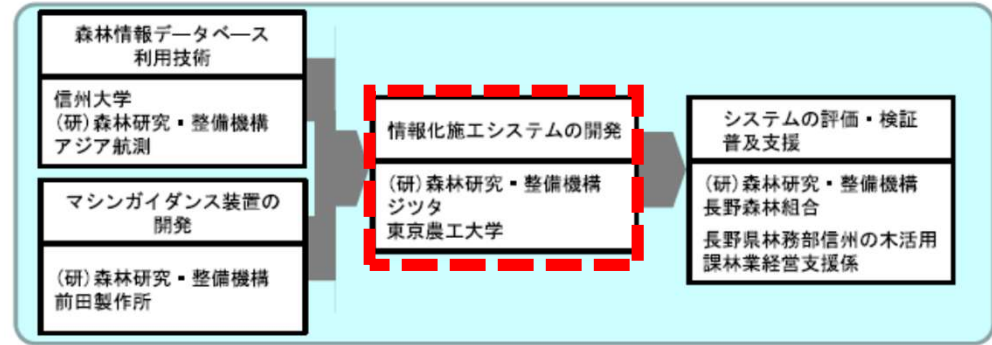 森林情報データベース
利用技術
信州大学
(研)森林研究・整備機構
アジア航測
マシンガイダンス装置の
開発
(研)森林研究・整備機構
前田製作所
情報化施工システムの開発
(研)森林研究・整備機構
ジツタ
東京農工大学
システムの評価・検証
普及支援
(研)森林研究・整備機構
長野森林組合
長野県林務部信州の木活用
課林業経営支援係